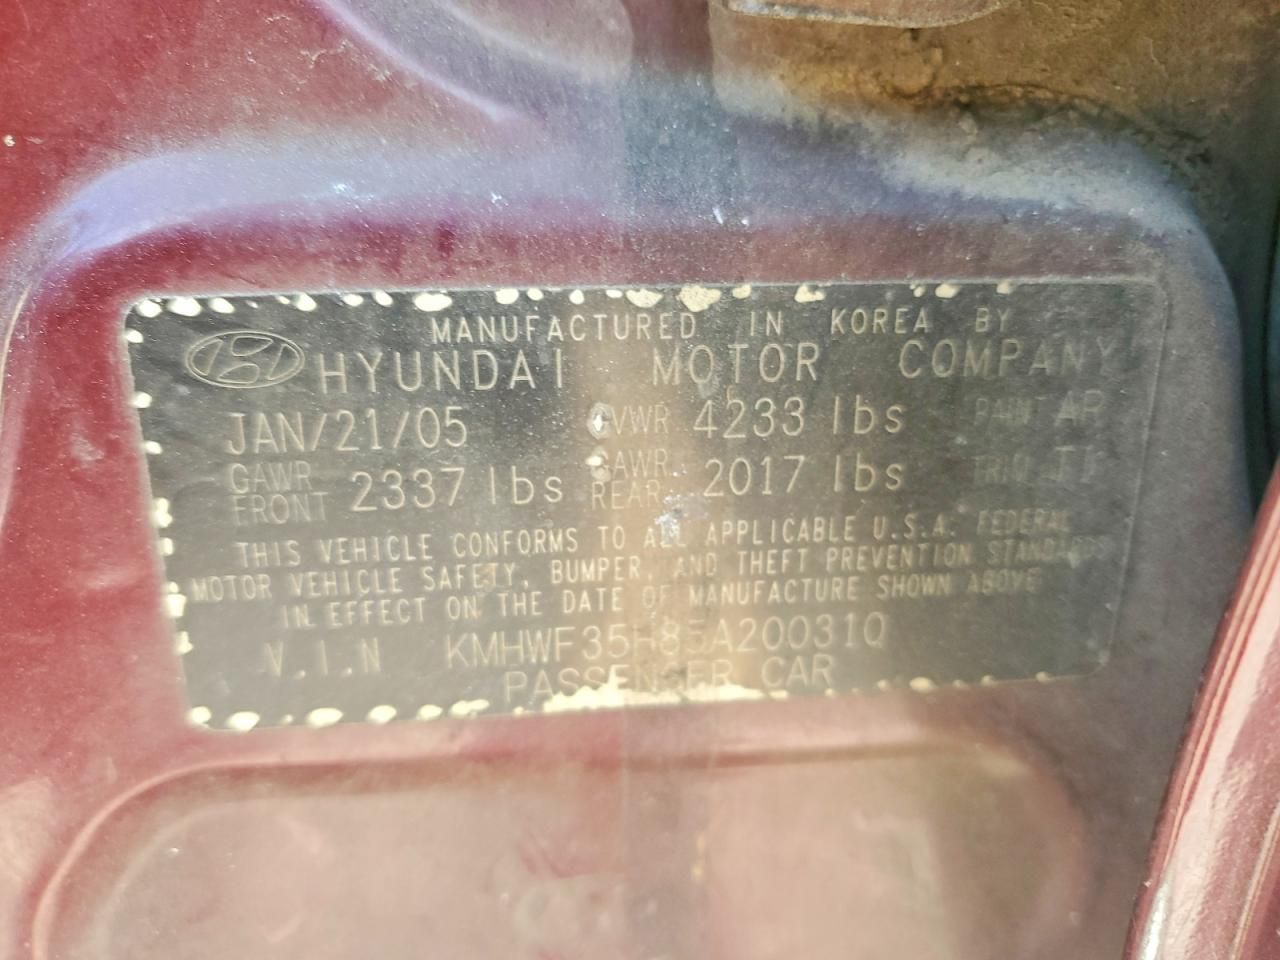 MANUFACTURED IN KOREA BY
HYUNDAI MOTOR COMPANY
JAN/21/05 GVWR 4233 lbs PAINT AR
GAWR FRONT 2337 lbs GAWR REAR 2017 lbs TRIM
THIS VEHICLE CONFORMS TO ALL APPLICABLE U.S.A. FEDERAL
MOTOR VEHICLE SAFETY, BUMPER, AND THEFT PREVENTION STANDARDS
IN EFFECT ON THE DATE OF MANUFACTURE SHOWN ABOVE
V.I.N KMHWF35H85A200310
PASSENGER CAR